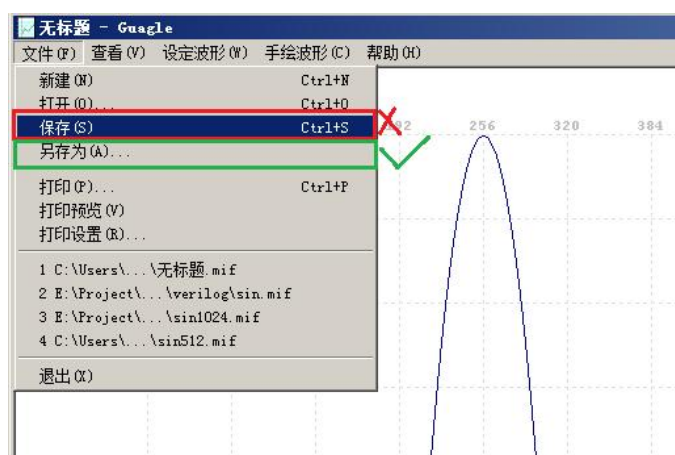 无标题 - Guagle
文件(F) 查看(V) 设定波形(W) 手绘波形(C) 帮助(H)
新建(N) Ctrl+N
打开(O)... Ctrl+O
保存(S) Ctrl+S
另存为(A)...
打印(P)... Ctrl+P
打印预览(V)
打印设置(R)...
1 C:\Users\...\无标题.mif
2 E:\Project\...\verilog\sin.mif
3 E:\Project\...\sin1024.mif
4 C:\Users\...\sin512.mif
退出(X)
256 320 384